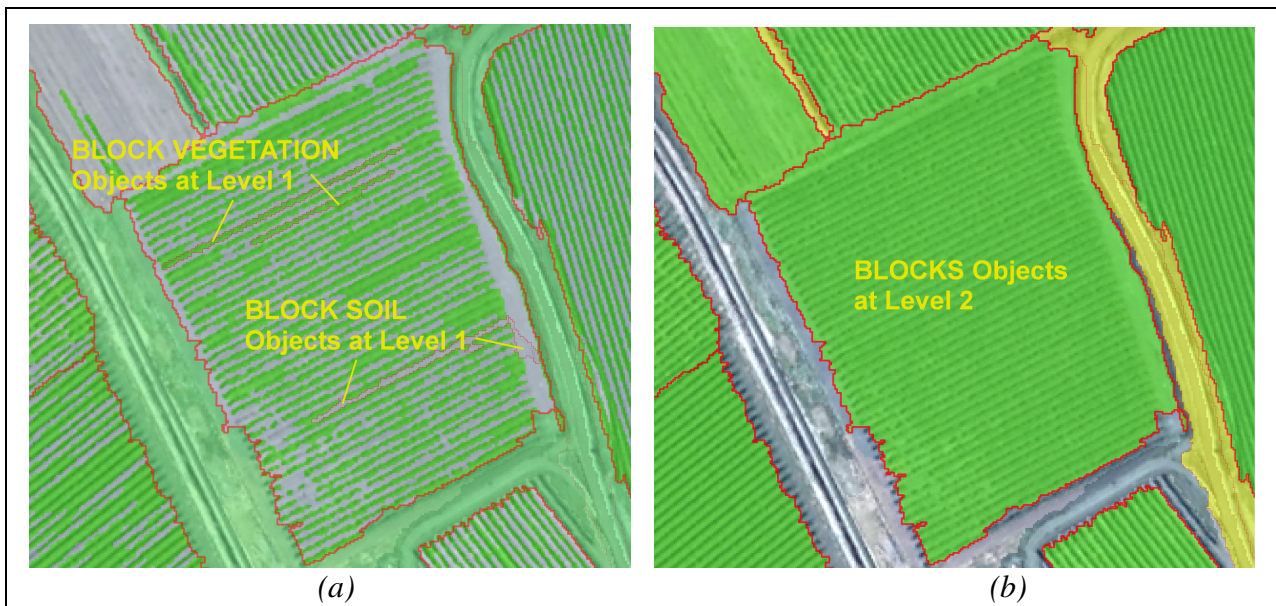 BLOCK VEGETATION
Objects at Level 1
BLOCK SOIL
Objects at Level 1
(a)
BLOCKS Objects
at Level 2
(b)